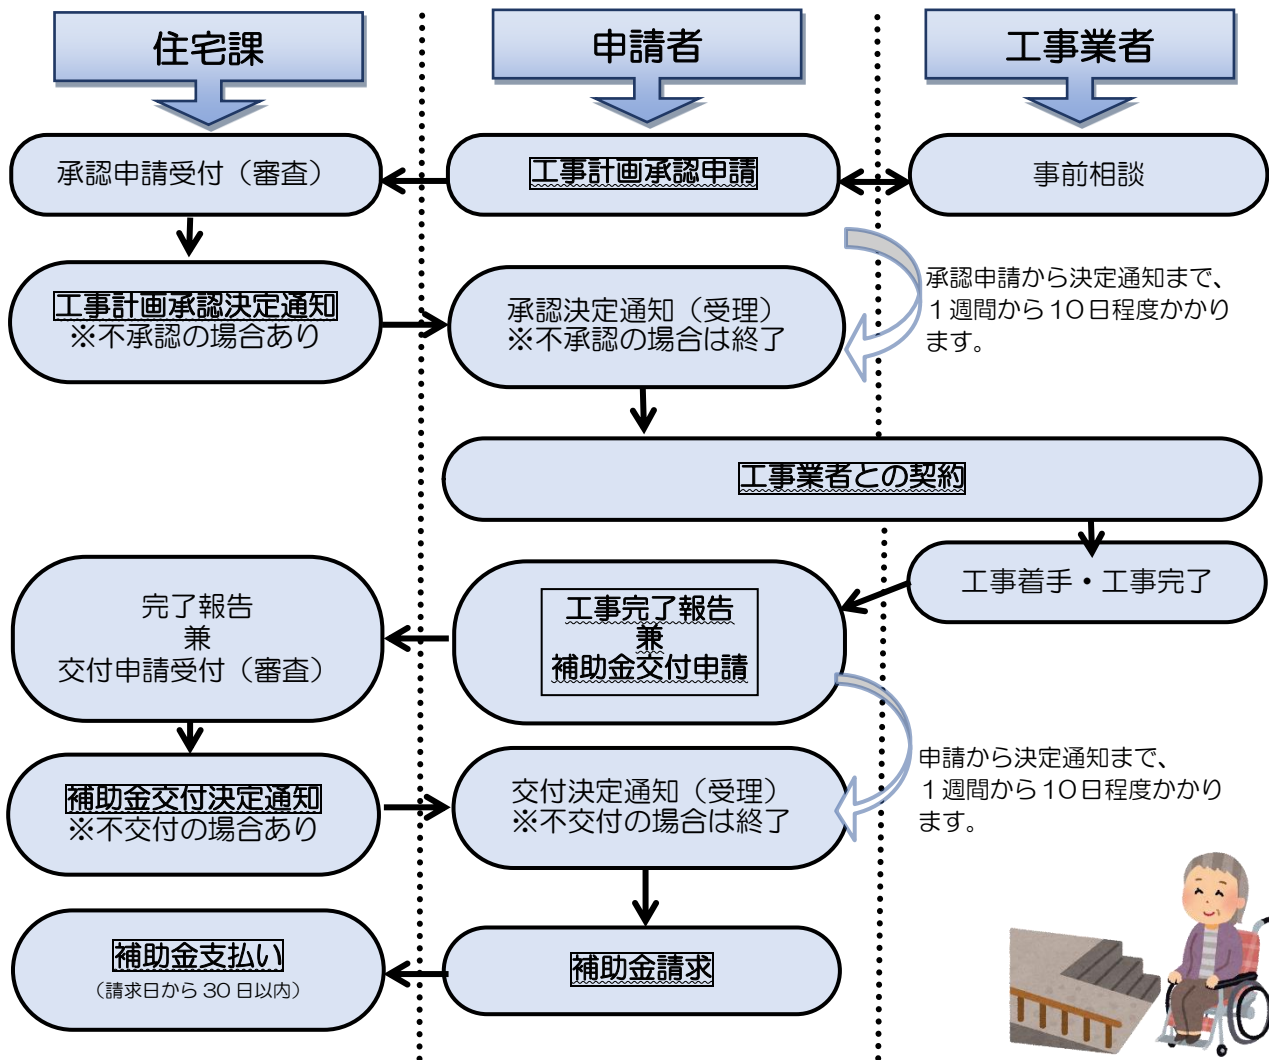 住宅課
申請者
工事業者
承認申請受付（審査）
工事計画承認申請
事前相談
工事計画承認決定通知
※不承認の場合あり
承認決定通知（受理）
※不承認の場合は終了
承認申請から決定通知まで、
１週間から１０日程度かかり
ます。
工事業者との契約
工事着手・工事完了
完了報告
兼
交付申請受付（審査）
工事完了報告
兼
補助金交付申請
補助金交付決定通知
※不交付の場合あり
交付決定通知（受理）
※不交付の場合は終了
申請から決定通知まで、
１週間から１０日程度かかり
ます。
補助金支払い
（請求日から 30 日以内）
補助金請求